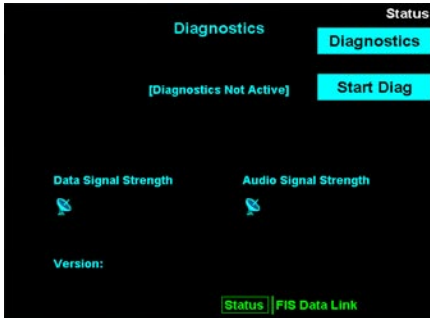 Status
Diagnostics
Diagnostics
[Diagnostics Not Active]
Start Diag
Data Signal Strength
Audio Signal Strength
Version:
Status FIS Data Link